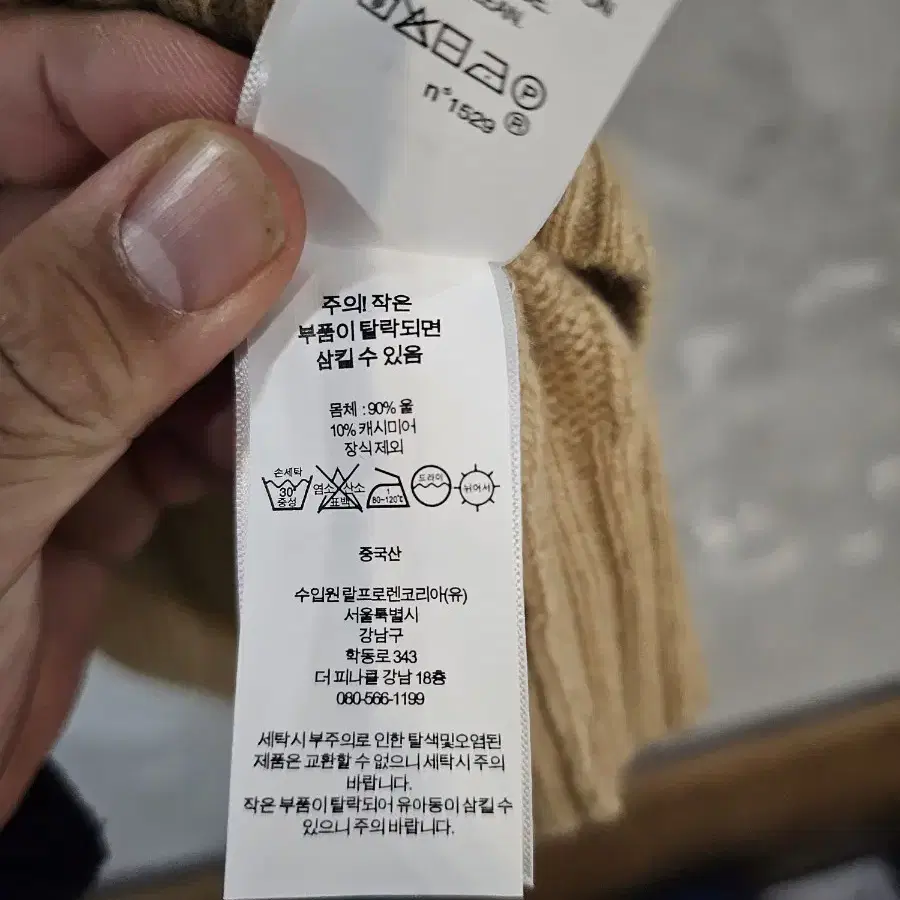 n°1529 ®
P
주의! 작은
부품이 탈락되면
삼킬 수 있음
몸체 : 90% 울
10% 캐시미어
장식 제외
손세탁
30°
중성
염소 산소
표백
1
80~120℃
드라이
뉘어서
중국산
수입원 랄프로렌코리아(유)
서울특별시
강남구
학동로 343
더 피나클 강남 18층
080-566-1199
세탁시 부주의로 인한 탈색및오염된
제품은 교환할 수 없으니 세탁시 주의
바랍니다.
작은 부품이 탈락되어 유아등이 삼킬 수
있으니 주의 바랍니다.